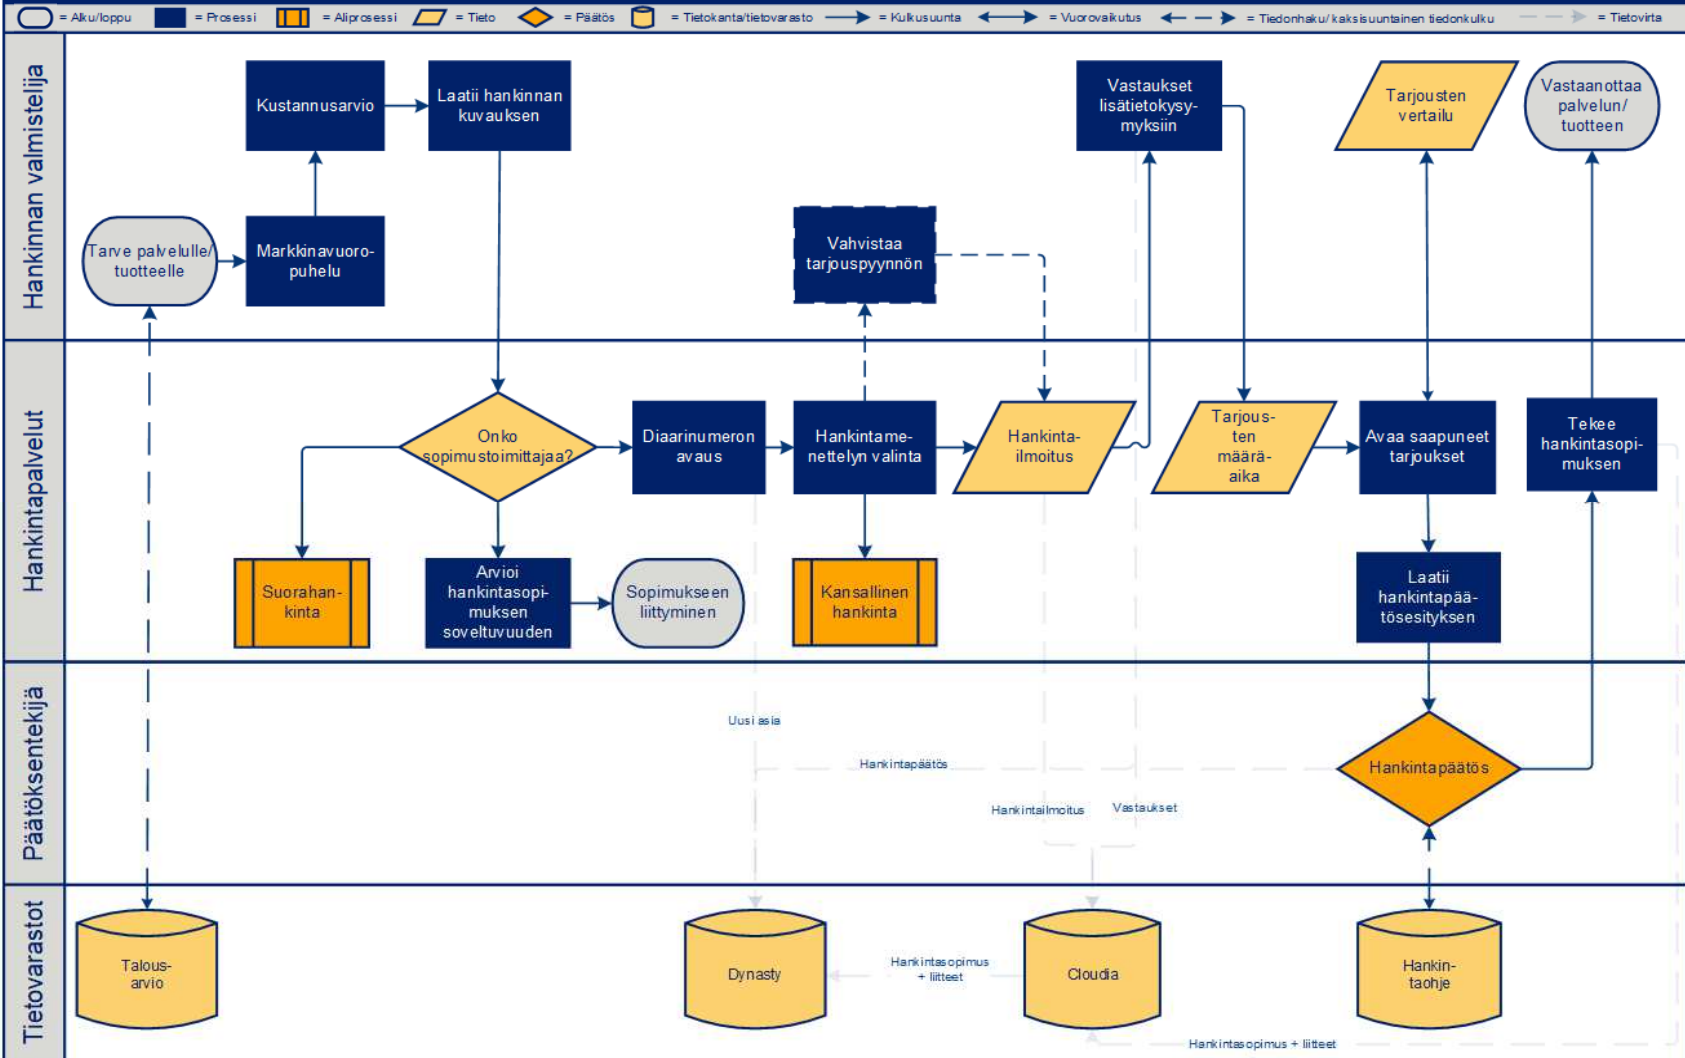 = Alku/loppu
= Prosessi
= Aliprosessi
= Tieto
= Päätös
= Tietokanta/tietovarasto
= Kulkusuunta
= Vuorovaikutus
= Tiedonhaku/ kaksisuuntainen tiedonkulku
= Tietovirta
Hankinnan valmistelija
Kustannusarvio
Laatii hankinnan
kuvauksen
Vastaukset
lisätietokysy-
myksiin
Tarjousten
vertailu
Vastaanottaa
palvelun/
tuotteen
Tarve palvelulle/
tuotteelle
Markkinavuoro-
puhelu
Vahvistaa
tarjouspyynnön
Hankintapalvelut
Onko
sopimustoimittajaa?
Diaarinumeron
avaus
Hankintame-
nettelyn valinta
Hankinta-
ilmoitus
Tarjous-
ten
määrä-
aika
Avaa saapuneet
tarjoukset
Tekee
hankintasopi-
muksen
Suorahan-
kinta
Arvioi
hankintasopi-
muksen
soveltuvuuden
Sopimukseen
liittyminen
Kansallinen
hankinta
Laatii
hankintapää-
tösesityksen
Päätöksentekijä
Uusi asia
Hankintapäätös
Hankintailmoitus
Vastaukset
Hankintapäätös
Tietovarastot
Talous-
arvio
Dynasty
Hankintasopimus
+ liitteet
Cloudia
Hankin-
taohje
Hankintasopimus + liitteet